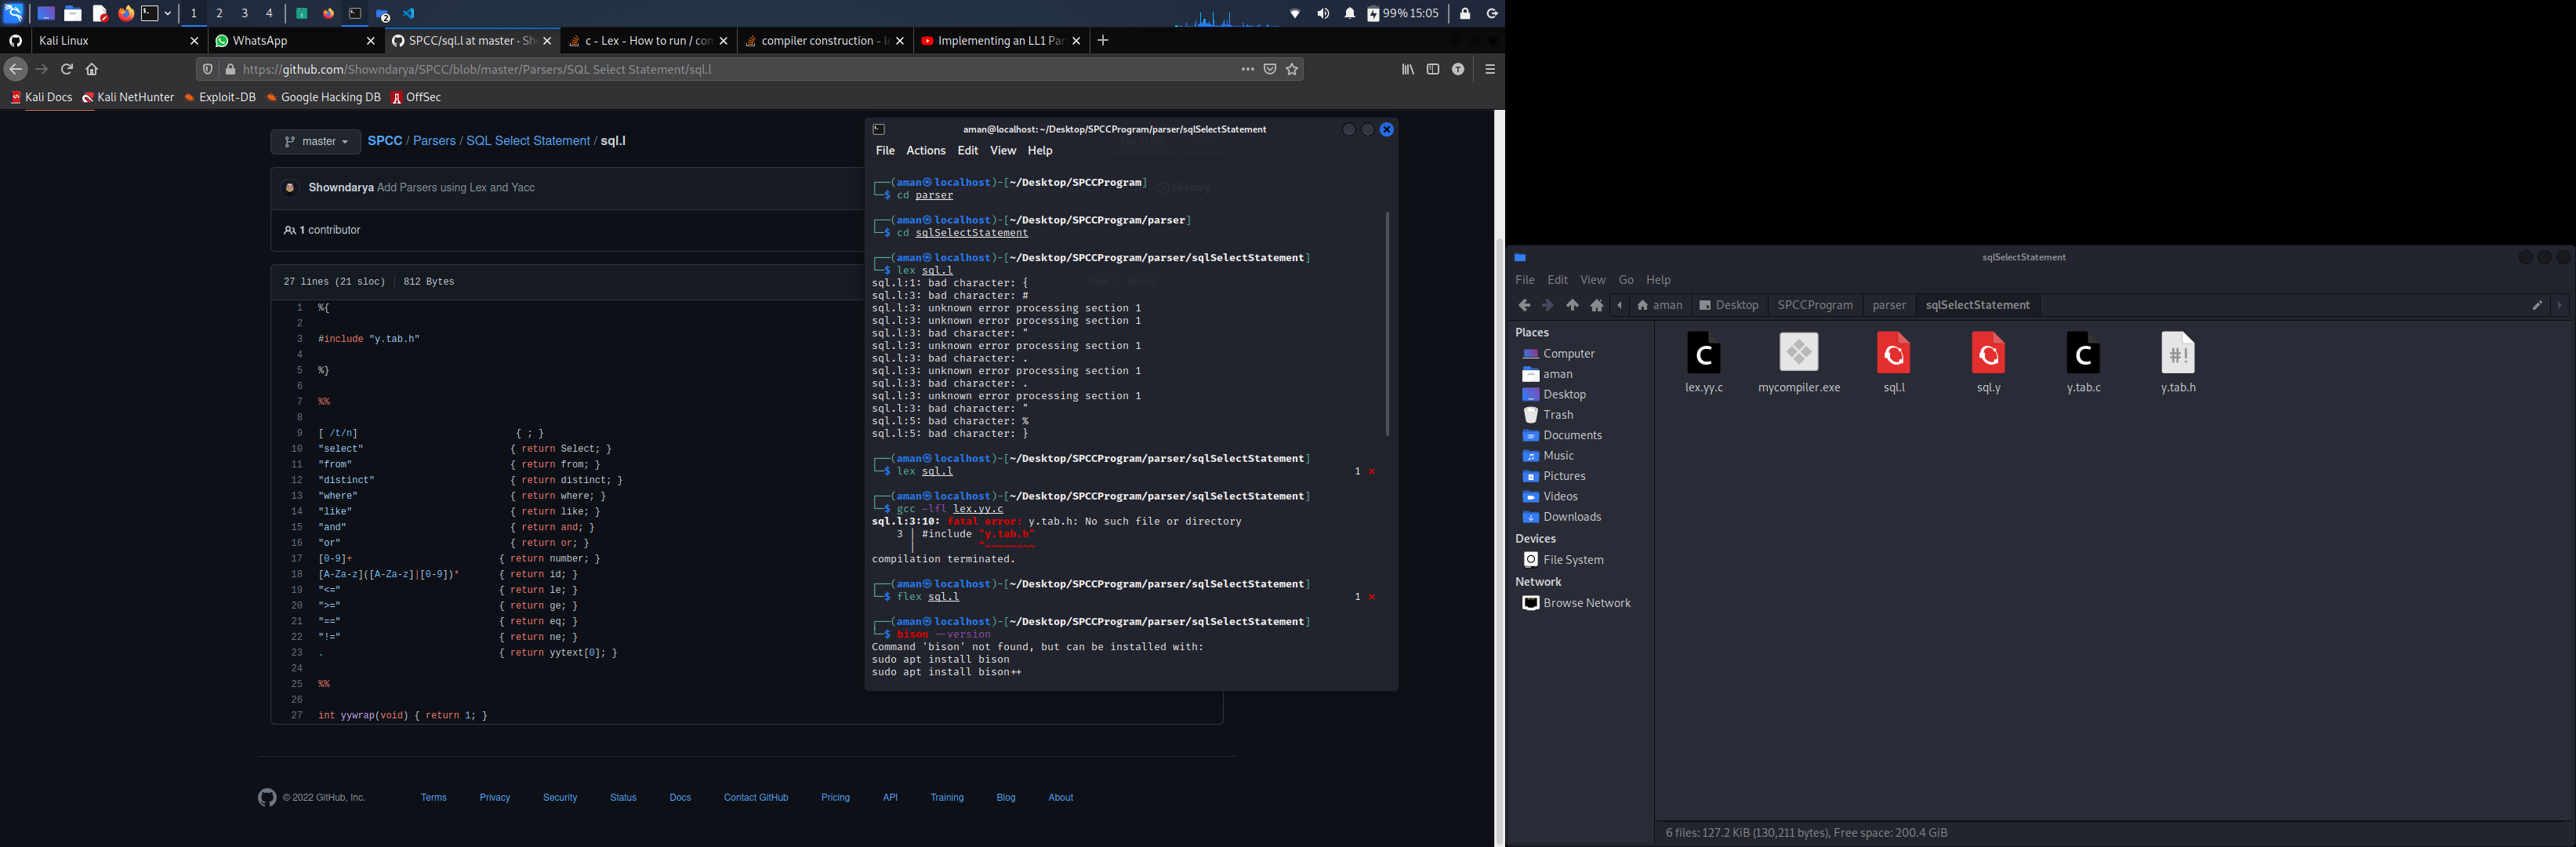 1 2 3 4 2 99% 15:05
Kali Linux WhatsApp SPCC/sql.l at master · Sh c - Lex - How to run / con compiler construction - le Implementing an LL1 Par
https://github.com/Showndarya/SPCC/blob/master/Parsers/SQL Select Statement/sql.l
Kali Docs Kali NetHunter Exploit-DB Google Hacking DB OffSec
master SPCC / Parsers / SQL Select Statement / sql.l
Showndarya Add Parsers using Lex and Yacc
History
1 contributor
27 lines (21 sloc) 812 Bytes
1 %{
2
3 #include "y.tab.h"
4
5 %}
6
7 %%
8
9 [ /t/n] { ; }
10 "select" { return Select; }
11 "from" { return from; }
12 "distinct" { return distinct; }
13 "where" { return where; }
14 "like" { return like; }
15 "and" { return and; }
16 "or" { return or; }
17 [0-9]+ { return number; }
18 [A-Za-z]([A-Za-z]|[0-9])* { return id; }
19 "<=" { return le; }
20 ">=" { return ge; }
21 "==" { return eq; }
22 "!=" { return ne; }
23 . { return yytext[0]; }
24
25 %%
26
27 int yywrap(void) { return 1; }
© 2022 GitHub, Inc. Terms Privacy Security Status Docs Contact GitHub Pricing API Training Blog About
aman@localhost: ~/Desktop/SPCCProgram/parser/sqlSelectStatement
File Actions Edit View Help
┌──(aman㉿localhost)-[~/Desktop/SPCCProgram]
└─$ cd parser
┌──(aman㉿localhost)-[~/Desktop/SPCCProgram/parser]
└─$ cd sqlSelectStatement
┌──(aman㉿localhost)-[~/Desktop/SPCCProgram/parser/sqlSelectStatement]
└─$ lex sql.l
sql.l:1: bad character: {
sql.l:3: bad character: #
sql.l:3: unknown error processing section 1
sql.l:3: unknown error processing section 1
sql.l:3: bad character: "
sql.l:3: unknown error processing section 1
sql.l:3: bad character: .
sql.l:3: unknown error processing section 1
sql.l:3: bad character: .
sql.l:3: unknown error processing section 1
sql.l:3: bad character: "
sql.l:5: bad character: %
sql.l:5: bad character: }
┌──(aman㉿localhost)-[~/Desktop/SPCCProgram/parser/sqlSelectStatement]
└─$ lex sql.l 1 ⨯
┌──(aman㉿localhost)-[~/Desktop/SPCCProgram/parser/sqlSelectStatement]
└─$ gcc -lfl lex.yy.c
sql.l:3:10: fatal error: y.tab.h: No such file or directory
3 | #include "y.tab.h"
| ^~~~~~~~~
compilation terminated.
┌──(aman㉿localhost)-[~/Desktop/SPCCProgram/parser/sqlSelectStatement]
└─$ flex sql.l 1 ⨯
┌──(aman㉿localhost)-[~/Desktop/SPCCProgram/parser/sqlSelectStatement]
└─$ bison --version
Command 'bison' not found, but can be installed with:
sudo apt install bison
sudo apt install bison++
sqlSelectStatement
File Edit View Go Help
aman Desktop SPCCProgram parser sqlSelectStatement
Places
Computer
aman
Desktop
Trash
Documents
Music
Pictures
Videos
Downloads
Devices
File System
Network
Browse Network
C C #!
lex.yy.c mycompiler.exe sql.l sql.y y.tab.c y.tab.h
6 files: 127.2 KiB (130,211 bytes), Free space: 200.4 GiB